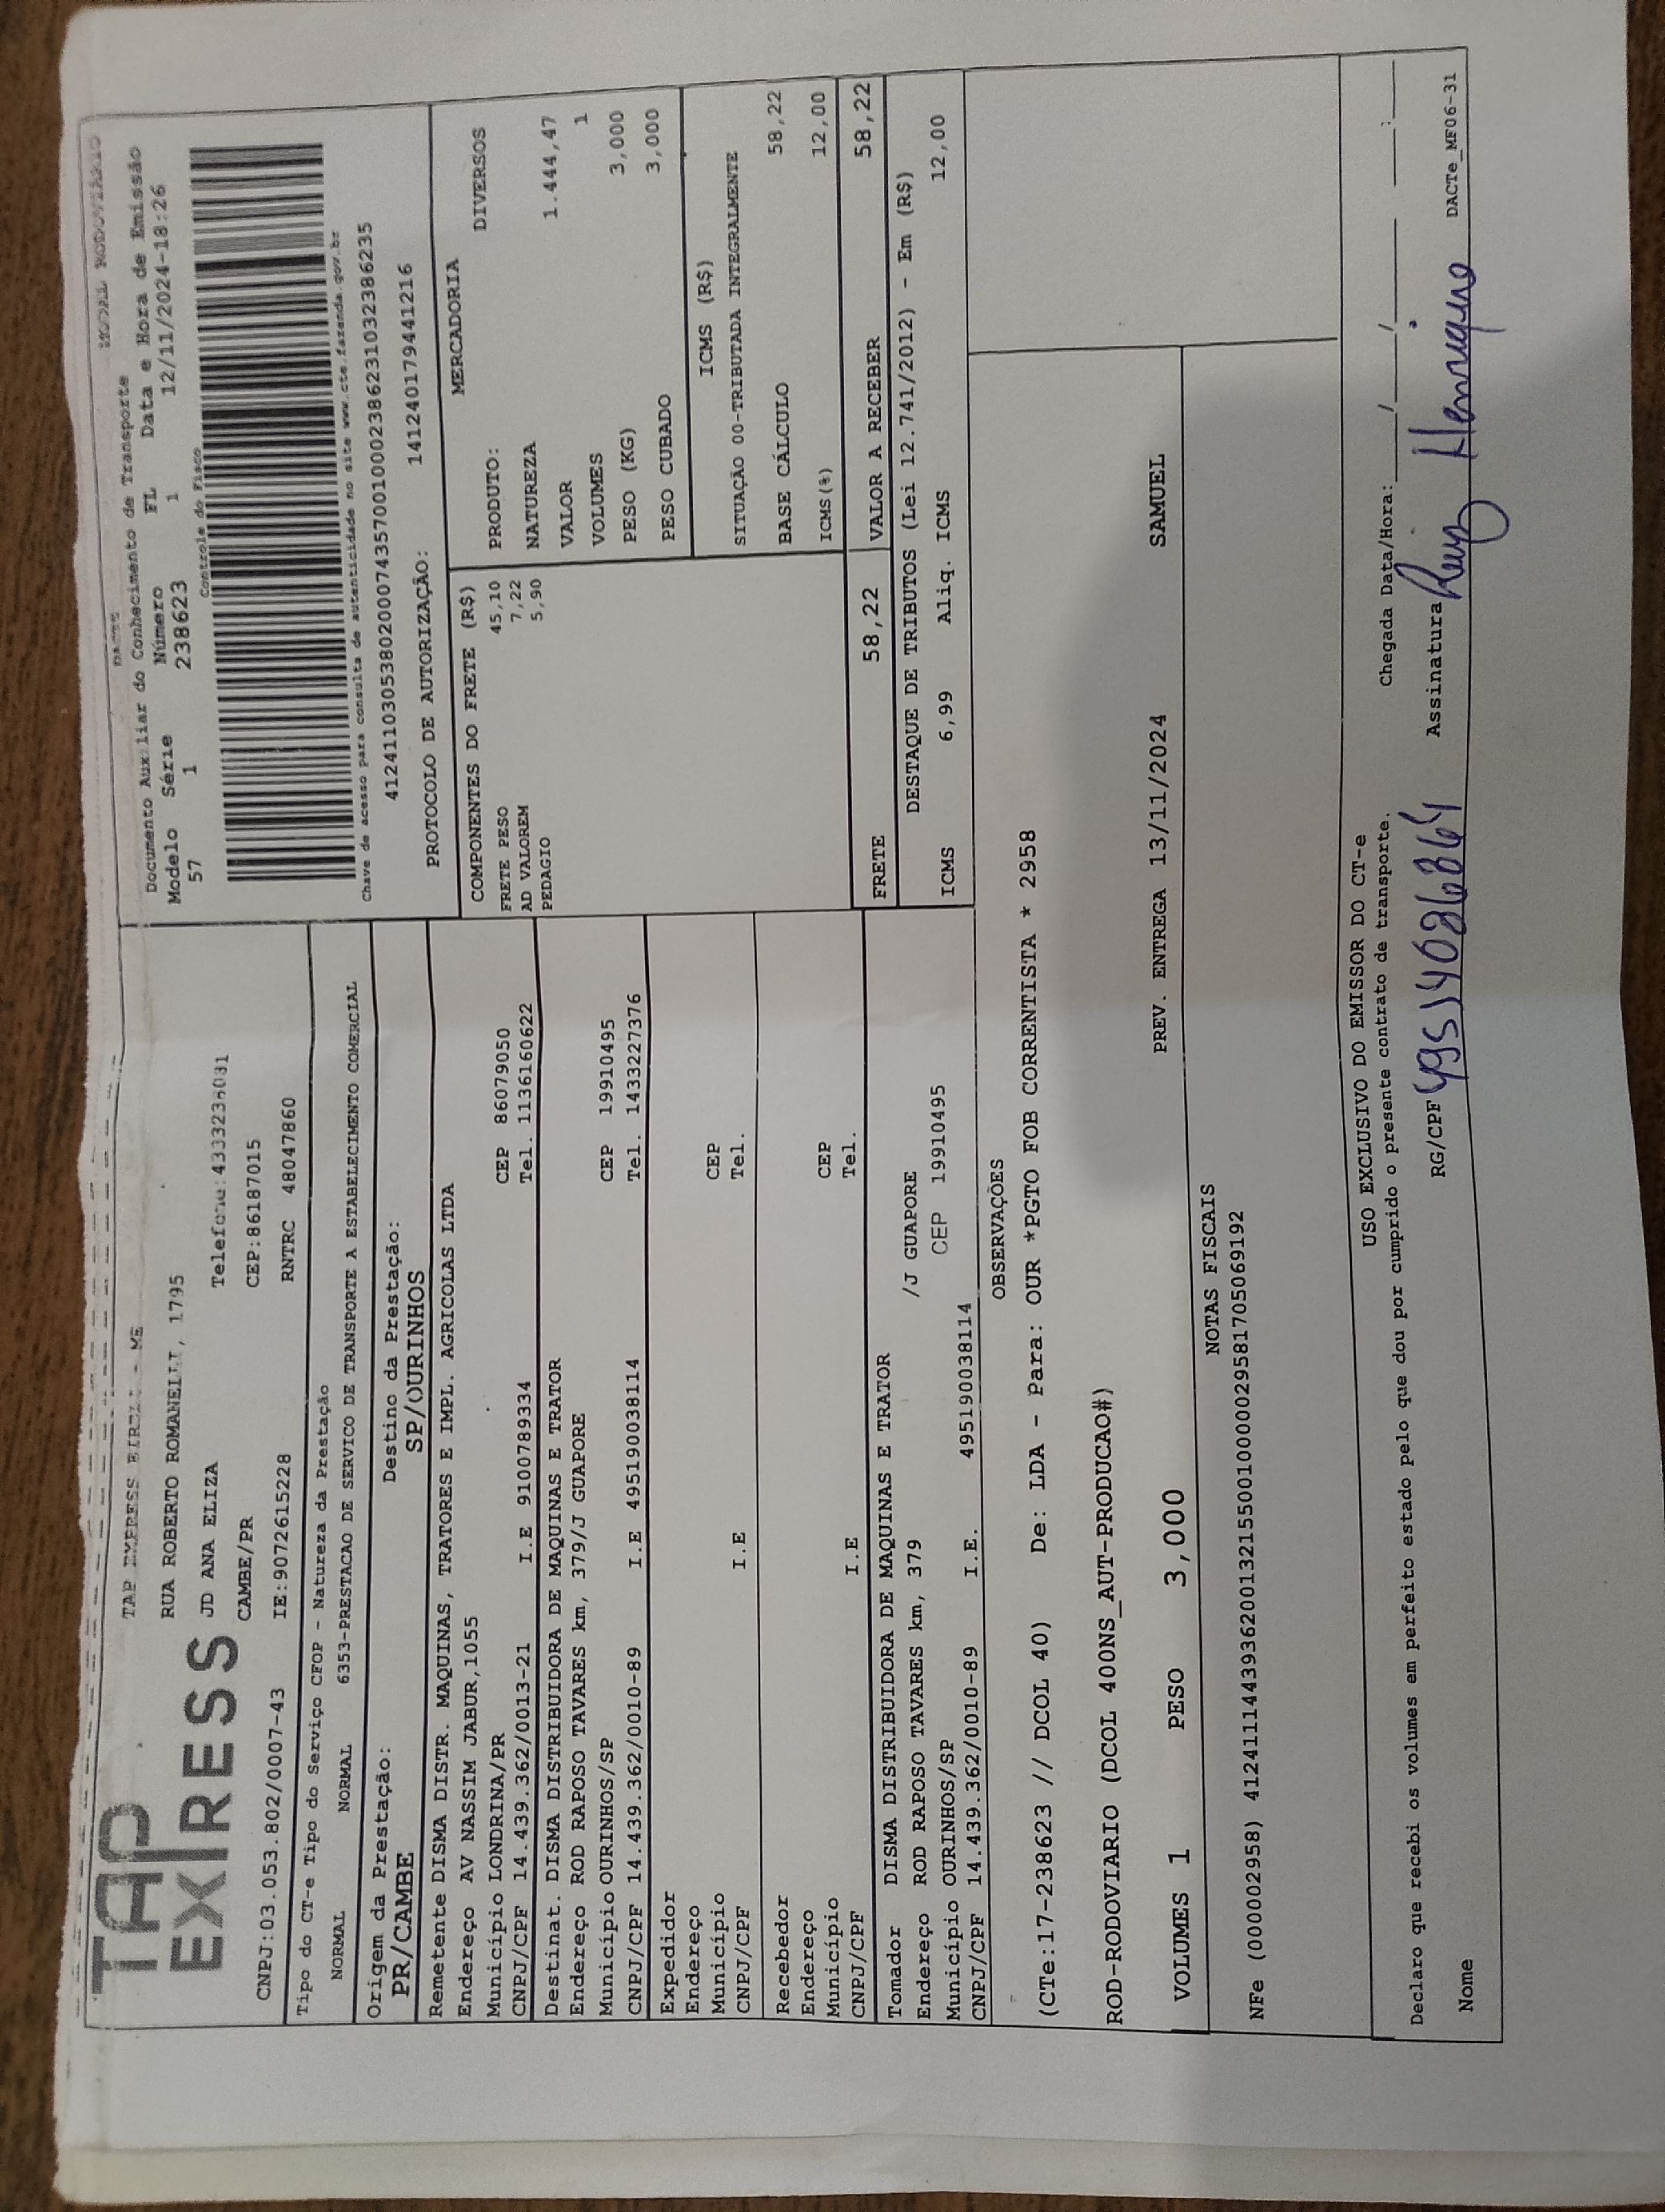 TAP
EXPRESS
TAP EXPRESS EIRELI - ME
RUA ROBERTO ROMANELLI, 1795
JD ANA ELIZA
CAMBE/PR
CEP:86187015
CNPJ:03.053.802/0007-43
IE:9072615228
RNTRC 48047860
DACTE
MODAL RODOVIARIO
Documento Auxiliar do Conhecimento de Transporte
Modelo Série Número FL Data e Hora de Emissão
57 1 238623 1 12/11/2024-18:26
Controle do Fisco
Chave de acesso para consulta de autenticidade no site www.cte.fazenda.gov.br
41241103053802000743570010002386231032386235
PROTOCOLO DE AUTORIZAÇÃO: 141240179441216
Tipo do CT-e Tipo do Serviço CFOP - Natureza da Prestação
NORMAL NORMAL 6353-PRESTACAO DE SERVICO DE TRANSPORTE A ESTABELECIMENTO COMERCIAL
Origem da Prestação: Destino da Prestação:
PR/CAMBE SP/OURINHOS
Remetente DISMA DISTR. MAQUINAS, TRATORES E IMPL. AGRICOLAS LTDA
Endereço AV NASSIM JABUR,1055
Município LONDRINA/PR CEP 86079050
CNPJ/CPF 14.439.362/0013-21 I.E 9100789334 Tel. 1136160622
Destinat. DISMA DISTRIBUIDORA DE MAQUINAS E TRATOR
Endereço ROD RAPOSO TAVARES km, 379/J GUAPORE
Município OURINHOS/SP CEP 19910495
CNPJ/CPF 14.439.362/0010-89 I.E 495190038114 Tel. 1433227376
Expedidor
Endereço
Município CEP
CNPJ/CPF I.E Tel.
Recebedor
Endereço
Município CEP
CNPJ/CPF I.E Tel.
Tomador DISMA DISTRIBUIDORA DE MAQUINAS E TRATOR
Endereço ROD RAPOSO TAVARES km, 379 /J GUAPORE
Município OURINHOS/SP CEP 19910495
CNPJ/CPF 14.439.362/0010-89 I.E. 495190038114
COMPONENTES DO FRETE (R$)
FRETE PESO 45,10
AD VALOREM 7,22
PEDAGIO 5,90
MERCADORIA
PRODUTO: DIVERSOS
NATUREZA
VALOR 1.444,47
VOLUMES 1
PESO (KG) 3,000
PESO CUBADO 3,000
ICMS (R$)
SITUAÇÃO 00-TRIBUTADA INTEGRALMENTE
BASE CÁLCULO 58,22
ICMS(%) 12,00
FRETE 58,22 VALOR A RECEBER 58,22
DESTAQUE DE TRIBUTOS (Lei 12.741/2012) - Em (R$)
ICMS 6,99 Aliq. ICMS 12,00
OBSERVAÇÕES
(CTe:17-238623 // DCOL 40) De: LDA - Para: OUR *PGTO FOB CORRENTISTA * 2958
ROD-RODOVIARIO (DCOL 400NS_AUT-PRODUCAO#)
VOLUMES 1 PESO 3,000 PREV. ENTREGA 13/11/2024 SAMUEL
NOTAS FISCAIS
NFe (00002958) 41241114439362001321550010000029581705069192
USO EXCLUSIVO DO EMISSOR DO CT-e
Declaro que recebi os volumes em perfeito estado pelo que dou por cumprido o presente contrato de transporte.
Chegada Data/Hora:___/___/___ ___:___
Nome RG/CPF Assinatura Henrique
DACTe_MF06-31